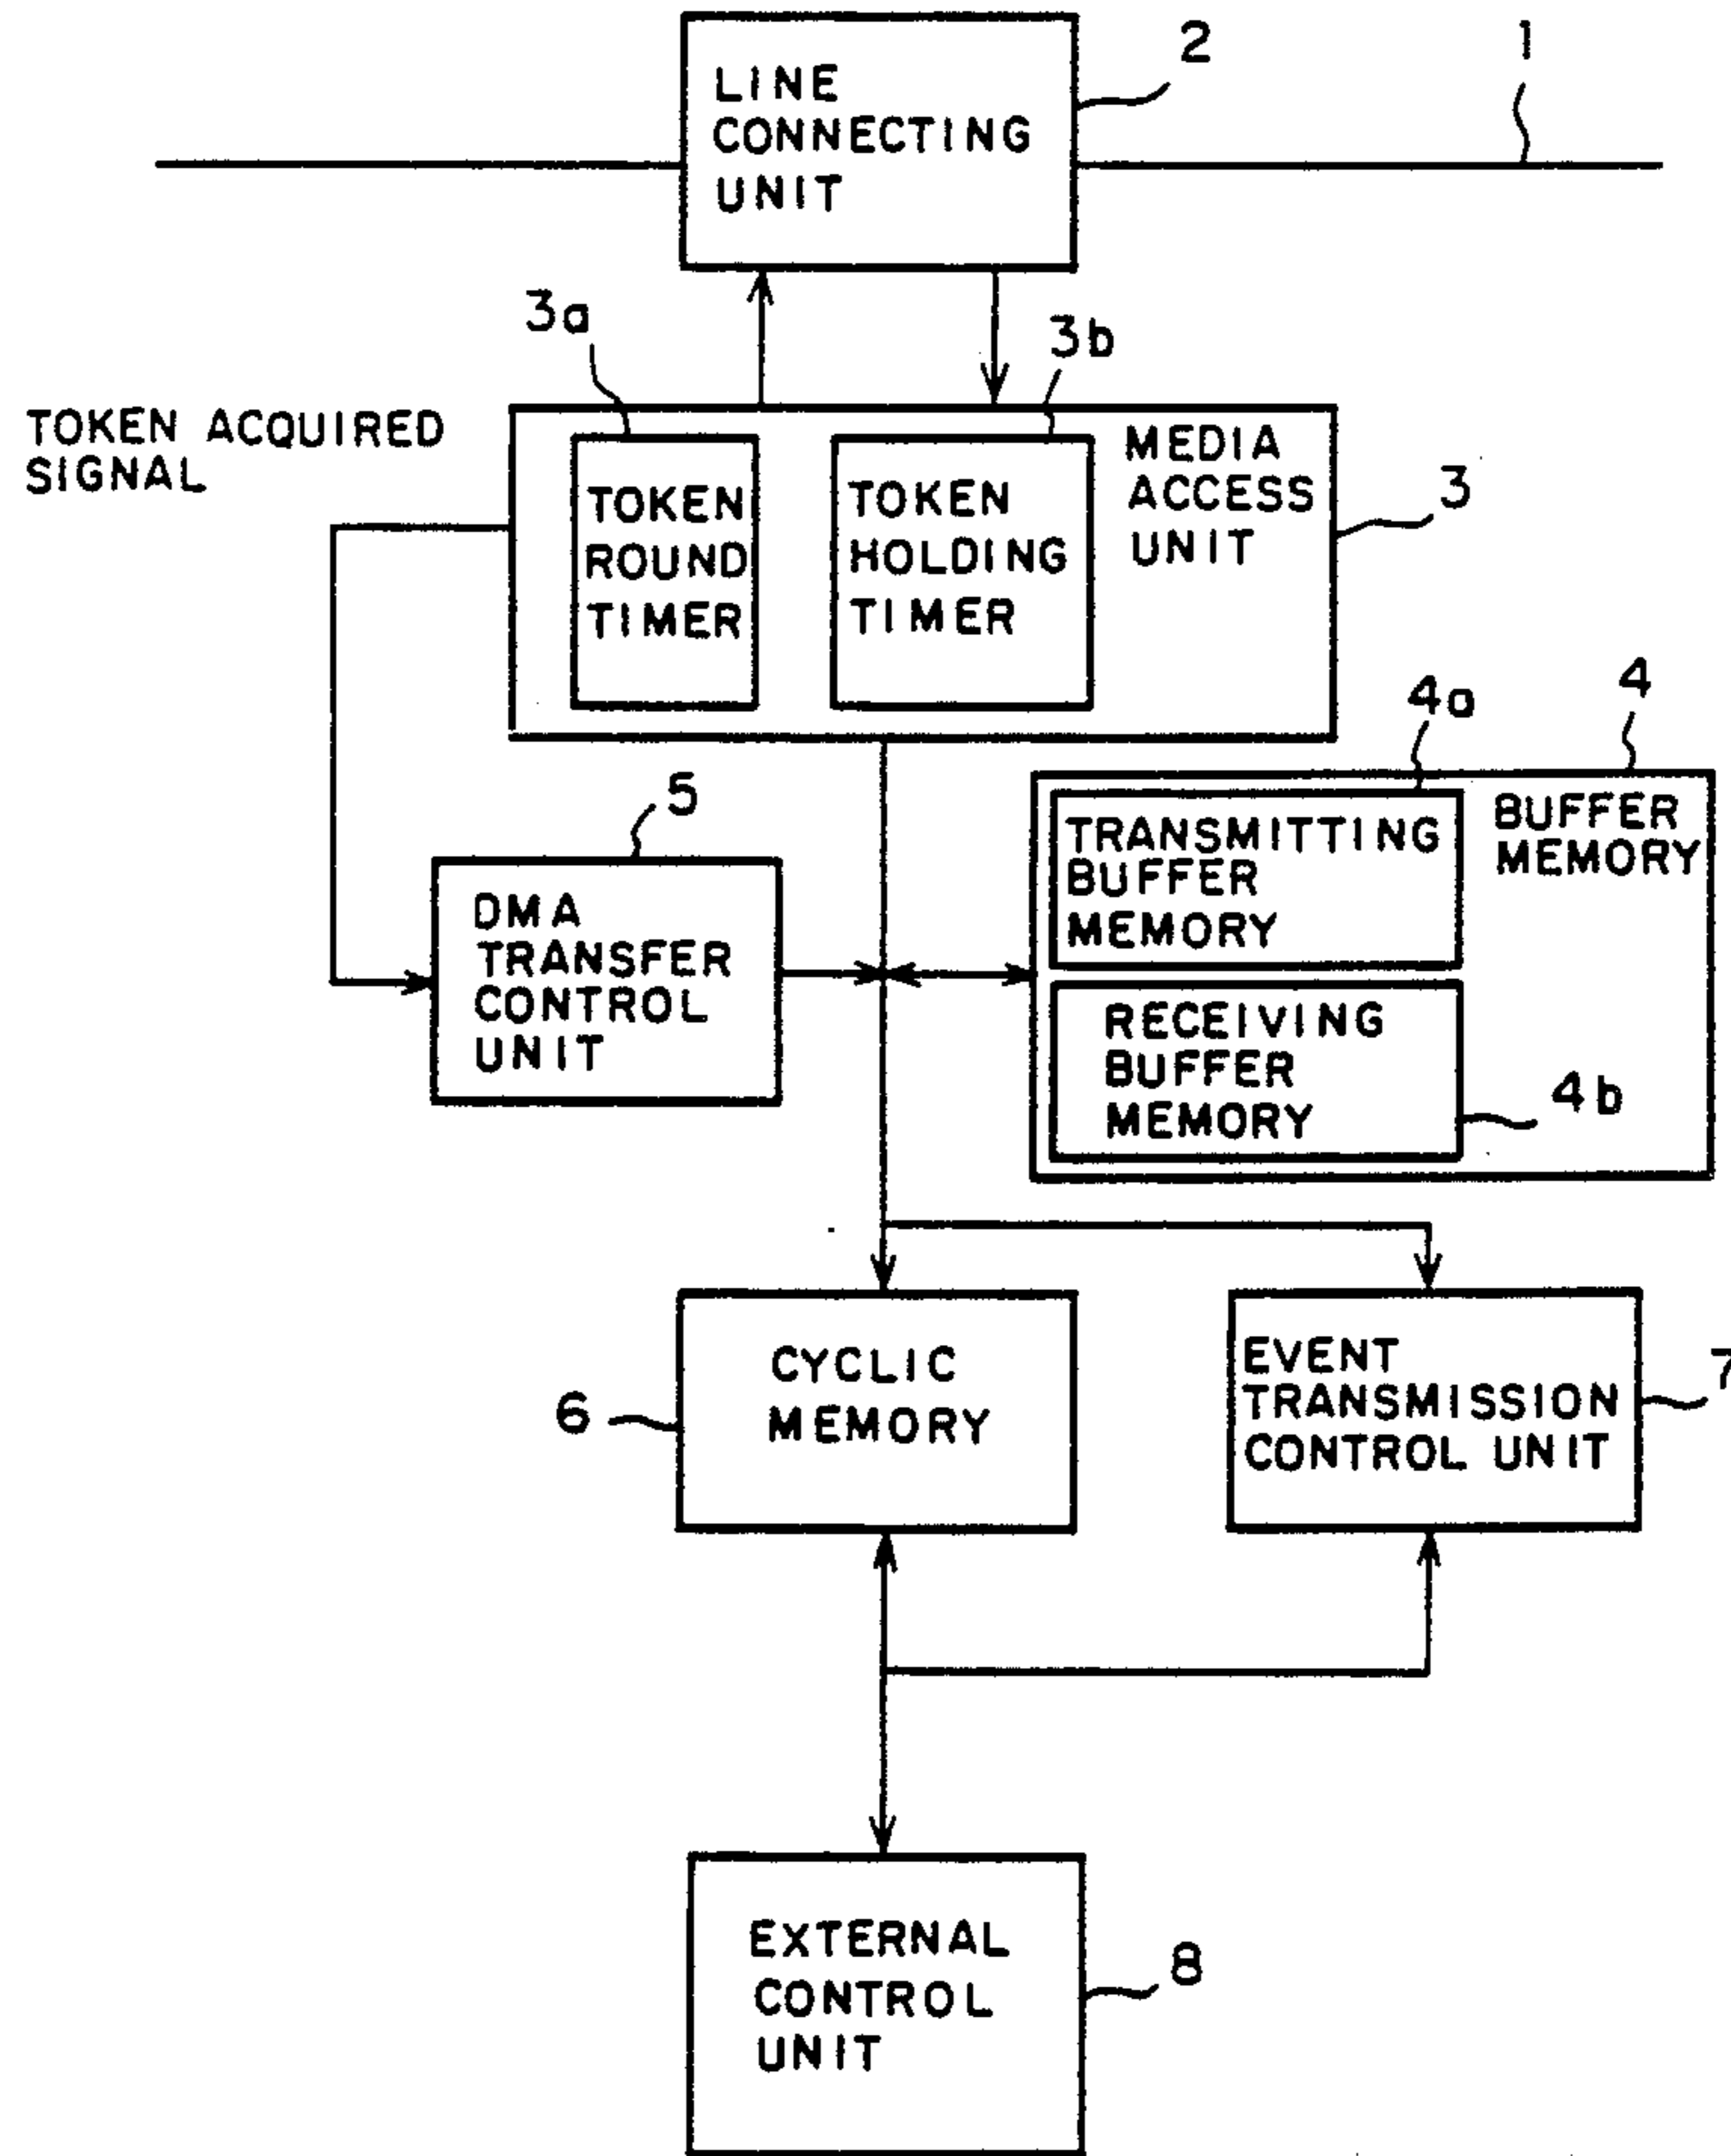 LINE
CONNECTING
UNIT
2
1
3a
3b
TOKEN ACQUIRED
SIGNAL
TOKEN
ROUND
TIMER
TOKEN
HOLDING
TIMER
MEDIA
ACCESS
UNIT
3
4a
4
5
TRANSMITTING
BUFFER
MEMORY
BUFFER
MEMORY
DMA
TRANSFER
CONTROL
UNIT
RECEIVING
BUFFER
MEMORY
4b
CYCLIC
MEMORY
6
EVENT
TRANSMISSION
CONTROL UNIT
7
EXTERNAL
CONTROL
UNIT
8